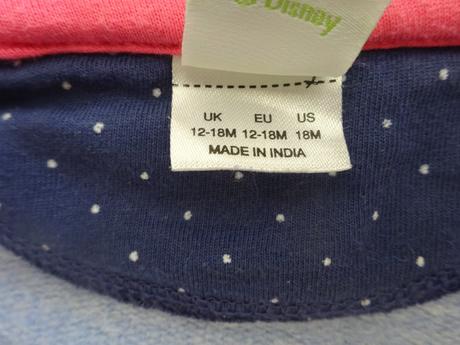 Disney
UK EU US
12-18M 12-18M 18M
MADE IN INDIA